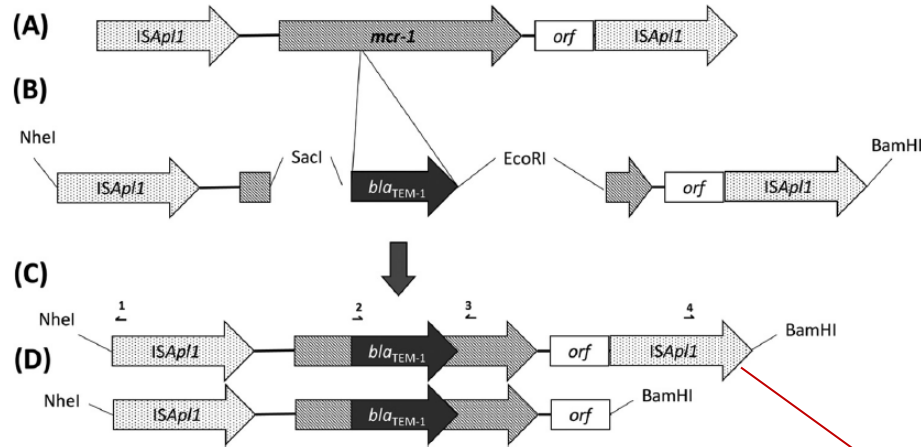 (A)
ISApl1 mcr-1 orf ISApl1
(B)
NheI SacI EcoRI BamHI
ISApl1 blaTEM-1 orf ISApl1
(C)
1 2 3 4
NheI BamHI
ISApl1 blaTEM-1 orf ISApl1
(D)
NheI BamHI
ISApl1 blaTEM-1 orf